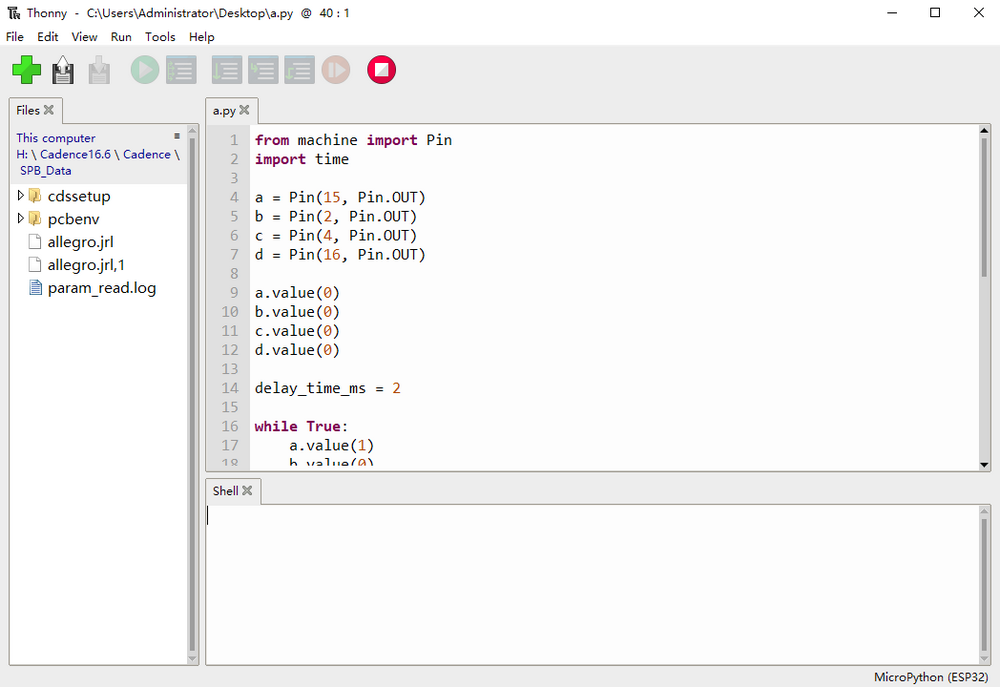 Thonny - C:\Users\Administrator\Desktop\a.py @ 40 : 1
File Edit View Run Tools Help
Files
This computer
H: \ Cadence16.6 \ Cadence \
SPB_Data
cdssetup
pcbenv
allegro.jrl
allegro.jrl,1
param_read.log
a.py
1 from machine import Pin
2 import time
3
4 a = Pin(15, Pin.OUT)
5 b = Pin(2, Pin.OUT)
6 c = Pin(4, Pin.OUT)
7 d = Pin(16, Pin.OUT)
8
9 a.value(0)
10 b.value(0)
11 c.value(0)
12 d.value(0)
13
14 delay_time_ms = 2
15
16 while True:
17     a.value(1)
18     b.value(0)
Shell
MicroPython (ESP32)